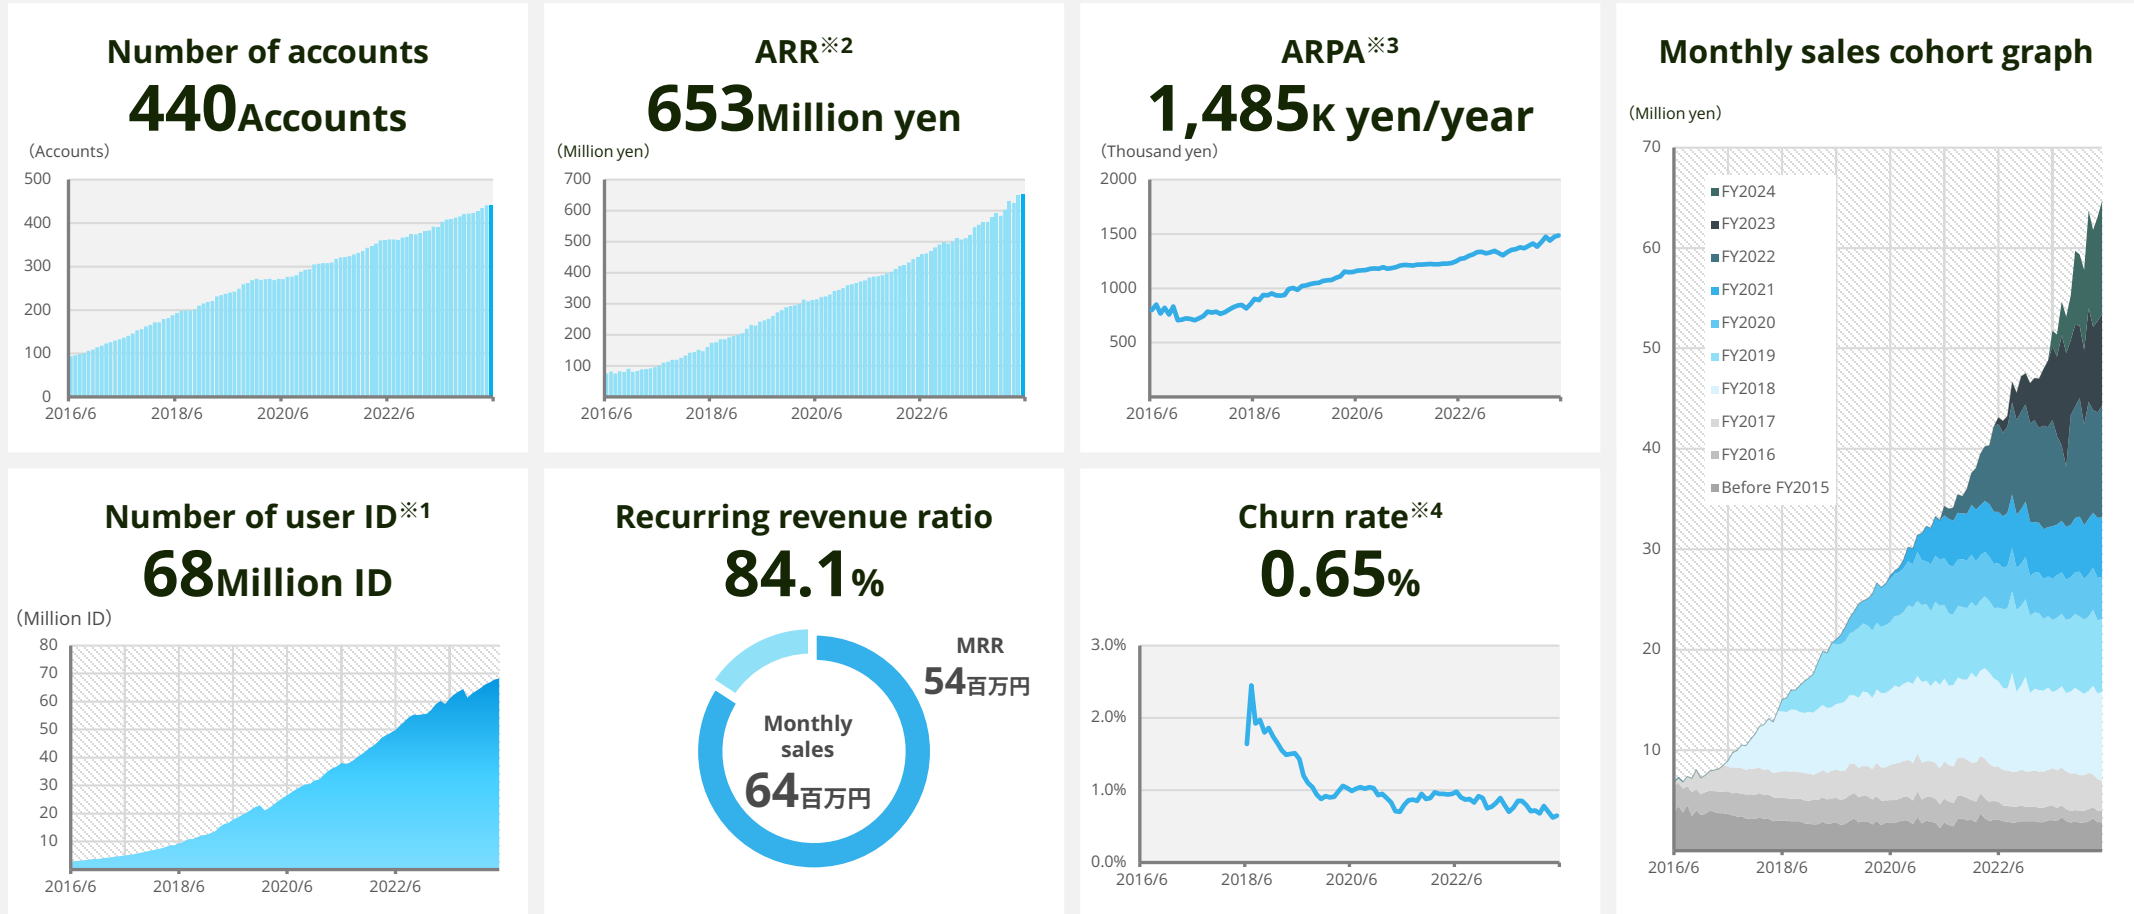 Number of accounts
440Accounts
(Accounts)
500
400
300
200
100
0
2016/6 2018/6 2020/6 2022/6
ARR※2
653Million yen
(Million yen)
700
600
500
400
300
200
100
2016/6 2018/6 2020/6 2022/6
ARPA※3
1,485K yen/year
(Thousand yen)
2000
1500
1000
500
2016/6 2018/6 2020/6 2022/6
Monthly sales cohort graph
(Million yen)
70
60
50
40
30
20
10
FY2024
FY2023
FY2022
FY2021
FY2020
FY2019
FY2018
FY2017
FY2016
Before FY2015
2016/6 2018/6 2020/6 2022/6
Number of user ID※1
68Million ID
(Million ID)
80
70
60
50
40
30
20
10
2016/6 2018/6 2020/6 2022/6
Recurring revenue ratio
84.1%
MRR
54百万円
Monthly
sales
64百万円
Churn rate※4
0.65%
3.0%
2.0%
1.0%
0.0%
2016/6 2018/6 2020/6 2022/6